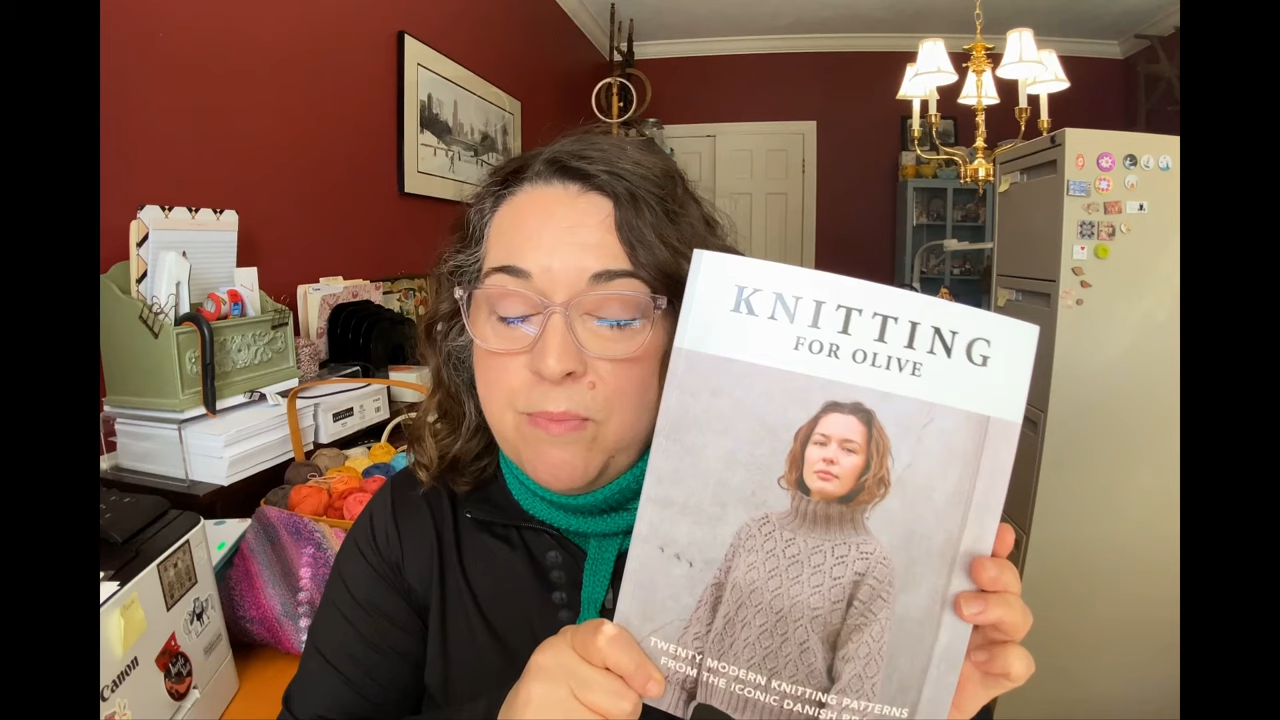 KNITTING
FOR OLIVE
TWENTY MODERN KNITTING PATTERNS
FROM THE ICONIC DANISH
Canon